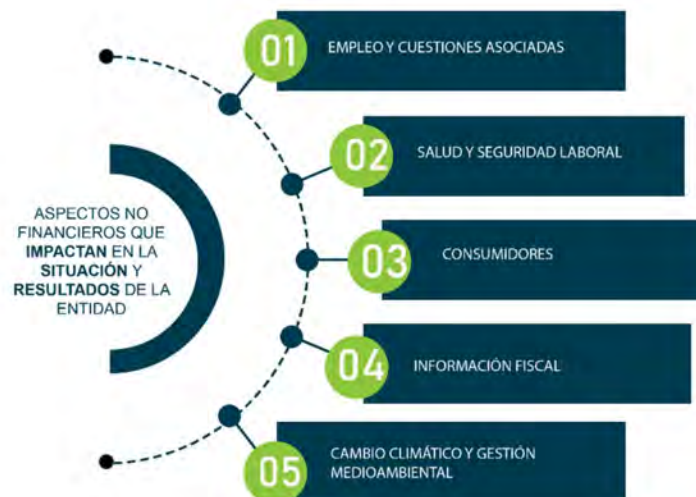 ASPECTOS NO
FINANCIEROS QUE
IMPACTAN EN LA
SITUACIÓN Y
RESULTADOS DE LA
ENTIDAD
01
EMPLEO Y CUESTIONES ASOCIADAS
02
SALUD Y SEGURIDAD LABORAL
03
CONSUMIDORES
04
INFORMACIÓN FISCAL
05
CAMBIO CLIMÁTICO Y GESTIÓN
MEDIOAMBIENTAL